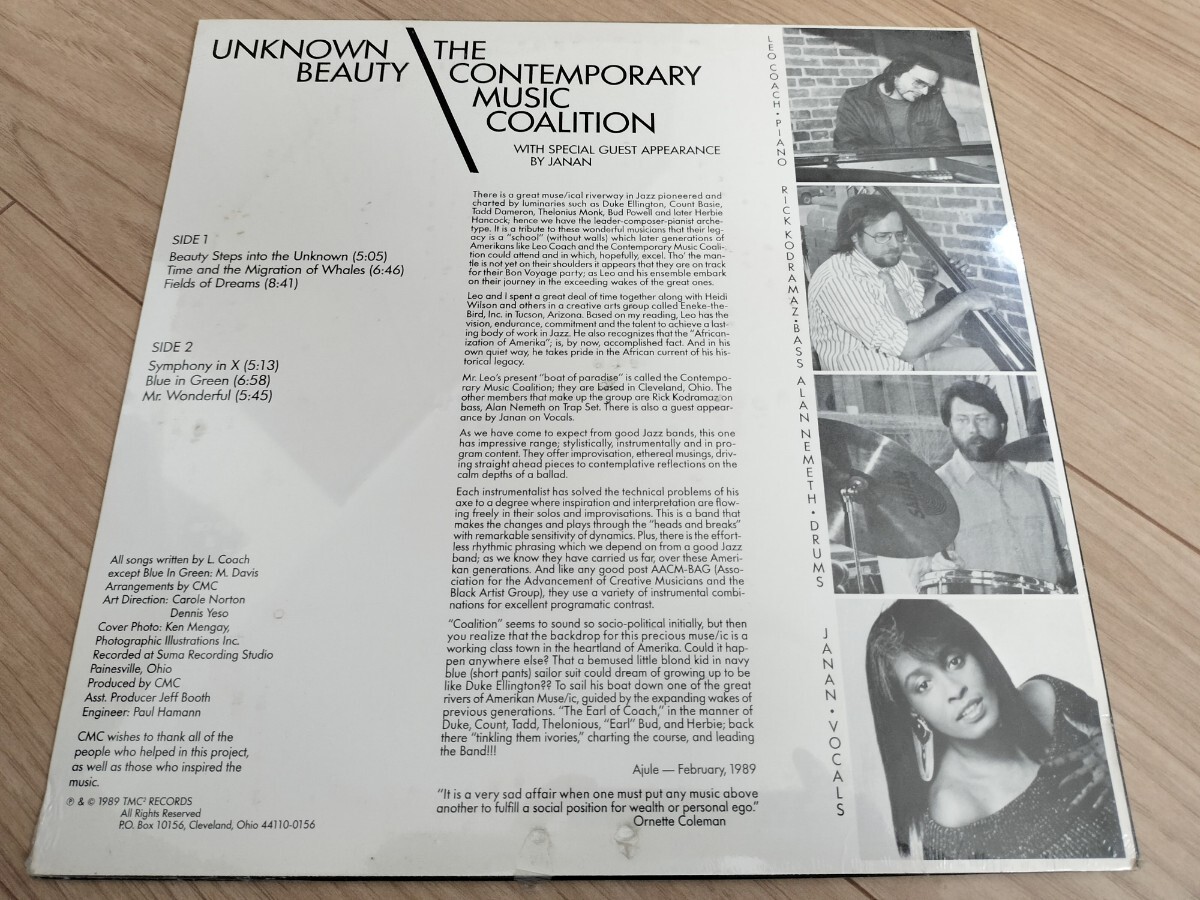 UNKNOWN
BEAUTY
THE
CONTEMPORARY
MUSIC
COALITION
WITH SPECIAL GUEST APPEARANCE
BY JANAN
SIDE 1
Beauty Steps into the Unknown (5:05)
Time and the Migration of Whales (6:46)
Fields of Dreams (8:41)
SIDE 2
Symphony in X (5:13)
Blue in Green (6:58)
Mr. Wonderful (5:45)
All songs written by L. Coach
except Blue In Green: M. Davis
Arrangements by CMC
Art Direction: Carole Norton
Dennis Yeso
Cover Photo: Ken Mengay,
Photographic Illustrations Inc.
Recorded at Suma Recording Studio
Painesville, Ohio
Produced by CMC
Asst. Producer Jeff Booth
Engineer: Paul Hamann
CMC wishes to thank all of the
people who helped in this project,
as well as those who inspired the
music.
℗ & © 1989 TMC² RECORDS
All Rights Reserved
P.O. Box 10156, Cleveland, Ohio 44110-0156
There is a great muse/ical riverway in Jazz pioneered and
charted by luminaries such as Duke Ellington, Count Basie,
Tadd Dameron, Thelonius Monk, Bud Powell and later Herbie
Hancock; hence we have the leader-composer-pianist arche-
type. It is a tribute to these wonderful musicians that their leg-
acy is a "school" (without walls) which later generations of
Amerikans like Leo Coach and the Contemporary Music Coali-
tion could attend and in which, hopefully, excel. Tho' the man-
tle is not yet on their shoulders it appears that they are on track
for their Bon Voyage party; as Leo and his ensemble embark
on their journey in the exceeding wakes of the great ones.
Leo and I spent a great deal of time together along with Heidi
Wilson and others in a creative arts group called Eneke-the-
Bird, Inc. in Tucson, Arizona. Based on my reading, Leo has the
vision, endurance, commitment and the talent to achieve a last-
ing body of work in Jazz. He also recognizes that the "African-
ization of Amerika"; is, by now, accomplished fact. And in his
own quiet way, he takes pride in the African current of his his-
torical legacy.
Mr. Leo's present "boat of paradise" is called the Contempo-
rary Music Coalition; they are based in Cleveland, Ohio. The
other members that make up the group are Rick Kodramaz on
bass, Alan Nemeth on Trap Set. There is also a guest appear-
ance by Janan on Vocals.
As we have come to expect from good Jazz bands, this one
has impressive range; stylistically, instrumentally and in pro-
gram content. They offer improvisation, ethereal musings, driv-
ing straight ahead pieces to contemplative reflections on the
calm depths of a ballad.
Each instrumentalist has solved the technical problems of his
axe to a degree where inspiration and interpretation are flow-
ing freely in their solos and improvisations. This is a band that
makes the changes and plays through the "heads and breaks"
with remarkable sensitivity of dynamics. Plus, there is the effort-
less rhythmic phrasing which we depend on from a good Jazz
band; as we know they have carried us far, over these Ameri-
kan generations. And like any good post AACM-BAG (Asso-
ciation for the Advancement of Creative Musicians and the
Black Artist Group), they use a variety of instrumental combi-
nations for excellent programatic contrast.
"Coalition" seems to sound so socio-political initially, but then
you realize that the backdrop for this precious muse/ic is a
working class town in the heartland of Amerika. Could it hap-
pen anywhere else? That a bemused little blond kid in navy
blue (short pants) sailor suit could dream of growing up to be
like Duke Ellington?? To sail his boat down one of the great
rivers of Amerikan Muse/ic, guided by the expanding wakes of
previous generations. "The Earl of Coach," in the manner of
Duke, Count, Tadd, Thelonious, "Earl" Bud, and Herbie; back
there "tinkling them ivories," charting the course, and leading
the Band!!!
Ajule — February, 1989
"It is a very sad affair when one must put any music above
another to fulfill a social position for wealth or personal ego."
Ornette Coleman
LEO COACH • PIANO
RICK KODRAMAZ • BASS
ALAN NEMETH • DRUMS
JANAN • VOCALS